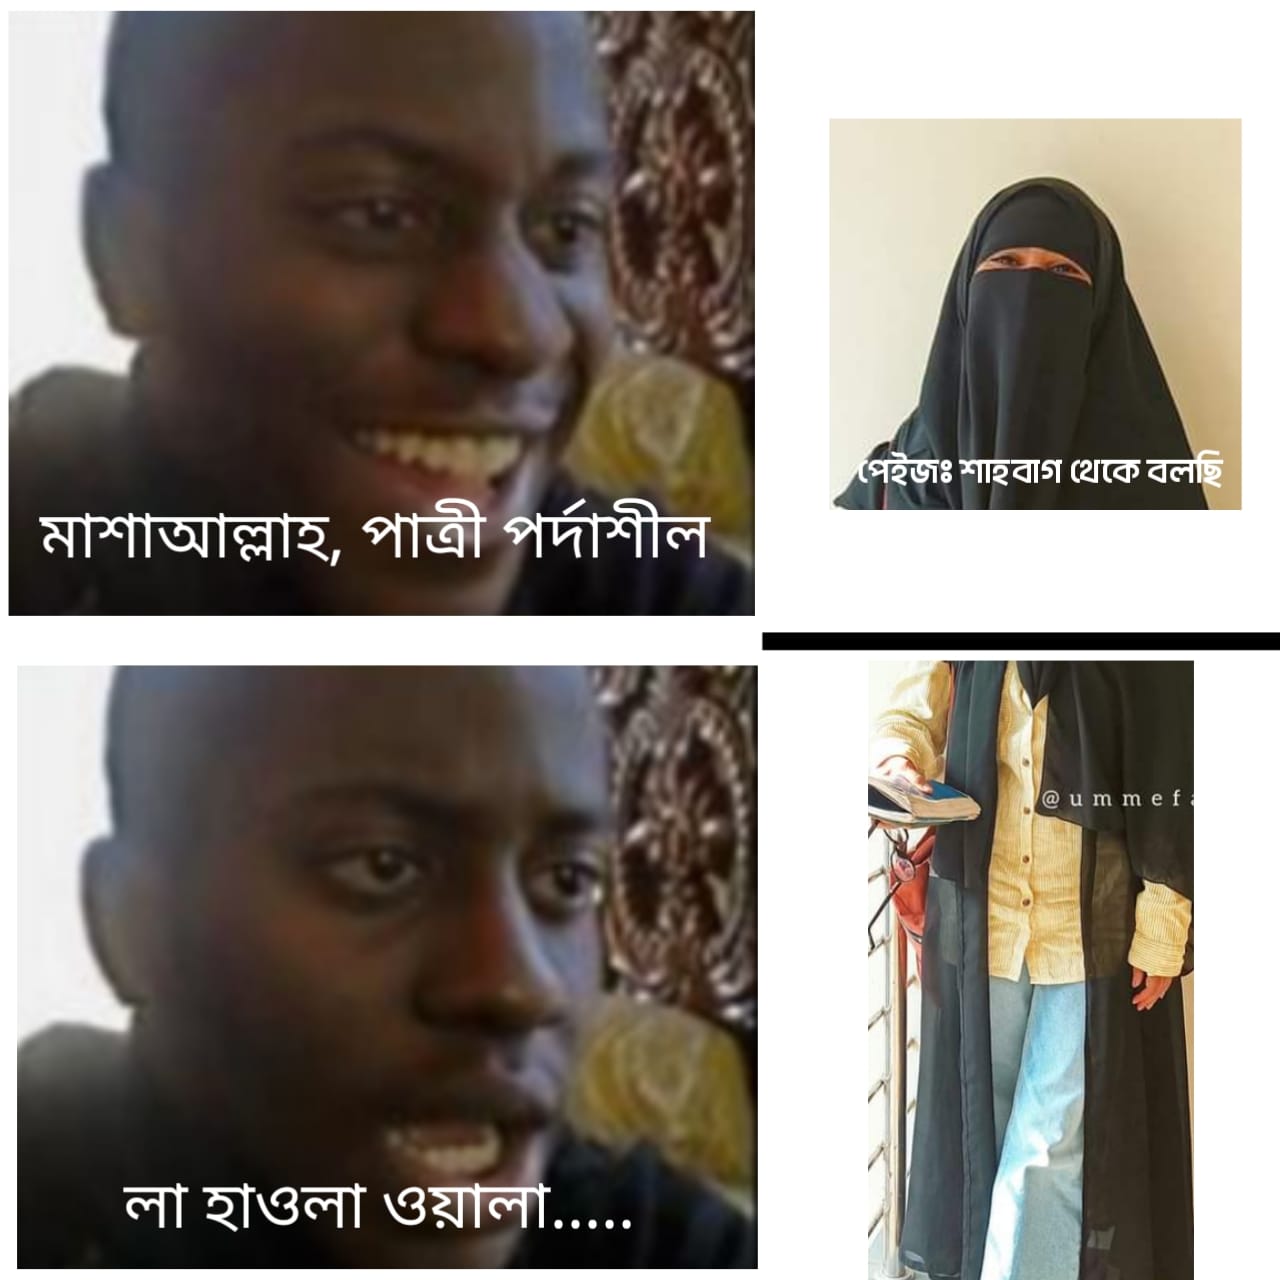 মাশাআল্লাহ, পাত্রী পর্দাশীল
পেইজঃ শাহবাগ থেকে বলছি
লা হাওলা ওয়ালা.....
@ummefa